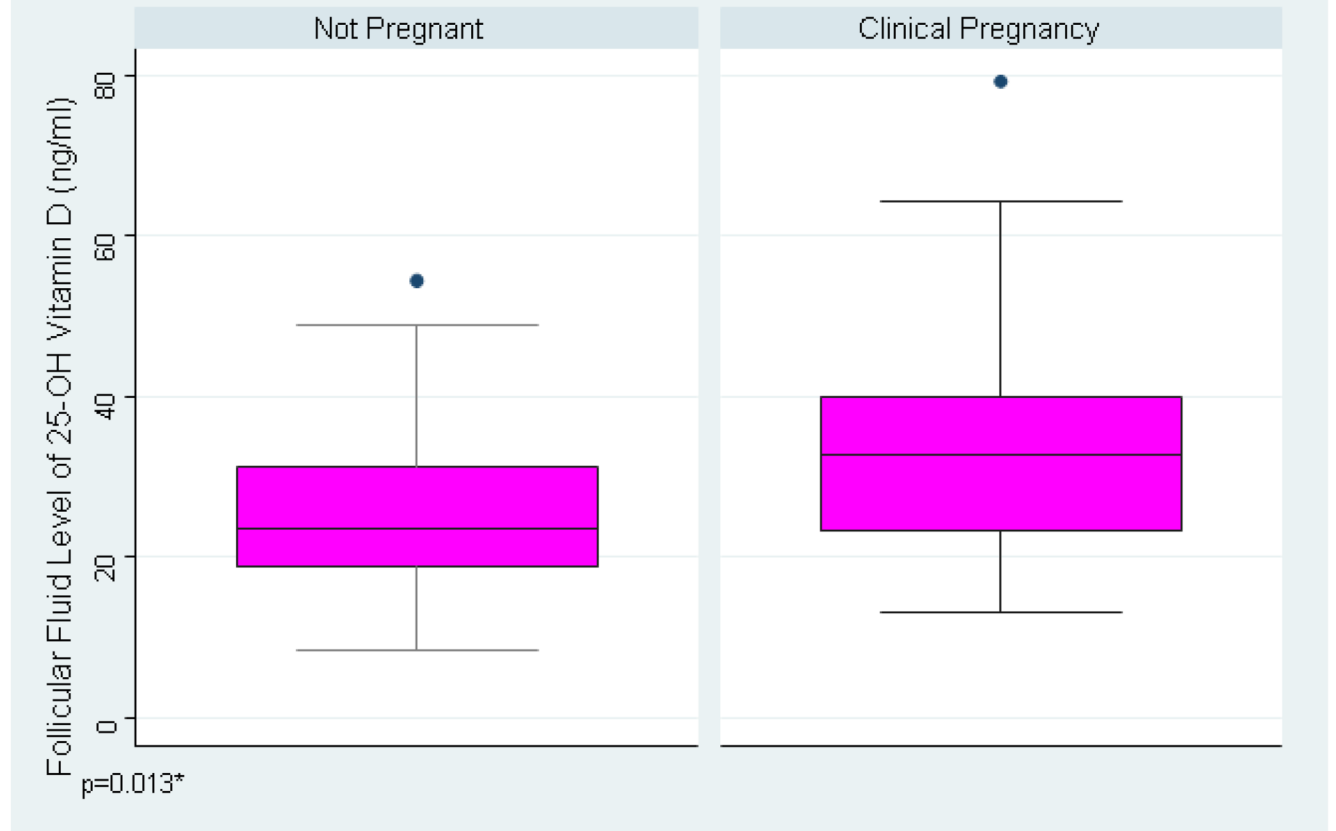 Not Pregnant
Clinical Pregnancy
Follicular Fluid Level of 25-OH Vitamin D (ng/ml)
80
60
40
20
0
p=0.013*